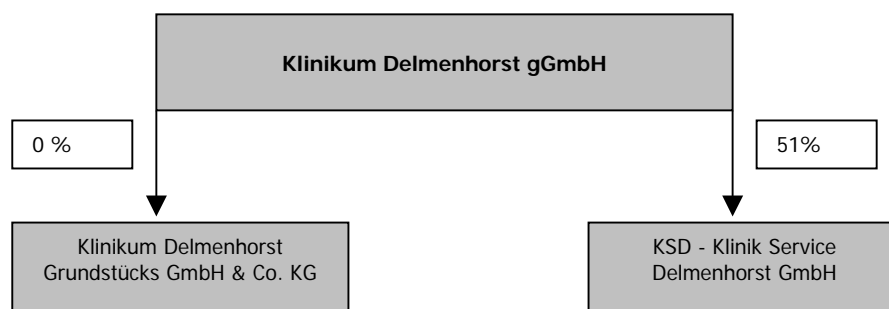 Klinikum Delmenhorst gGmbH
0 %
51%
Klinikum Delmenhorst
Grundstücks GmbH & Co. KG
KSD - Klinik Service
Delmenhorst GmbH